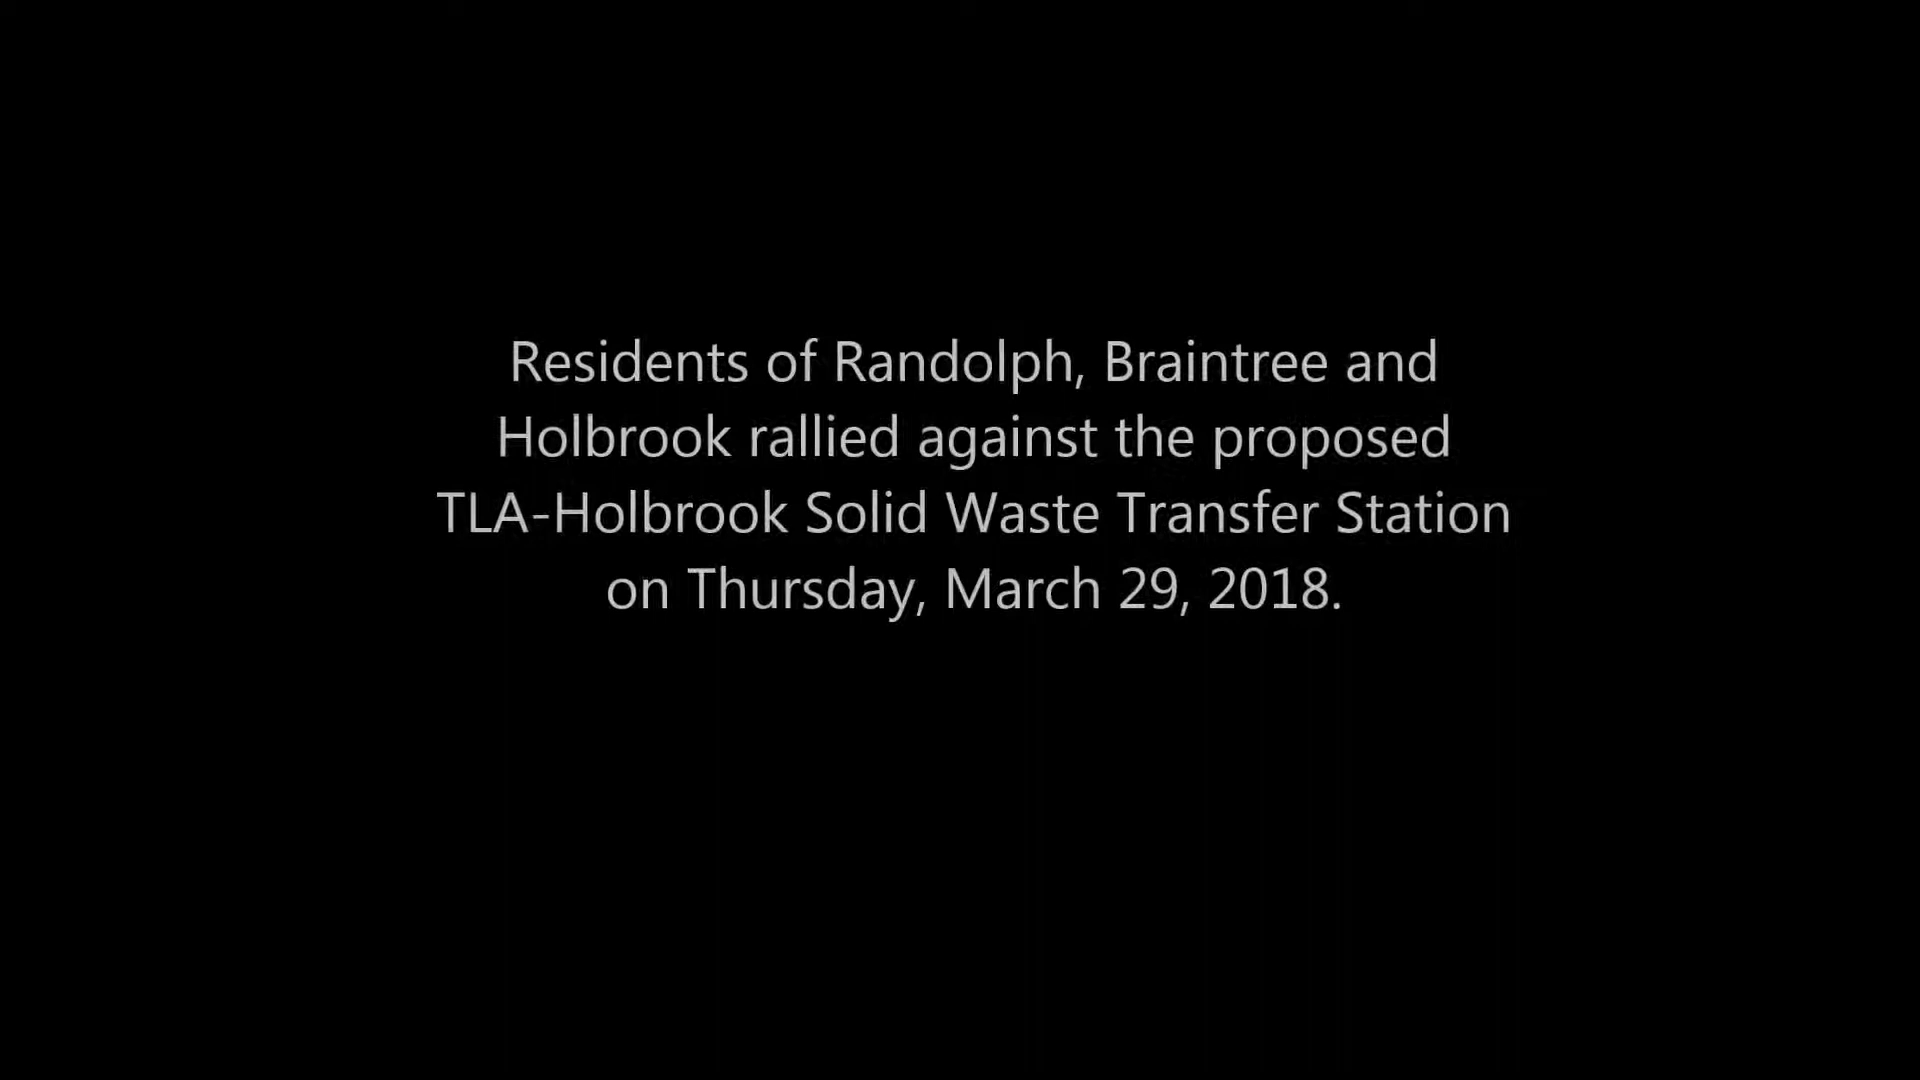 Residents of Randolph, Braintree and
Holbrook rallied against the proposed
TLA-Holbrook Solid Waste Transfer Station
on Thursday, March 29, 2018.